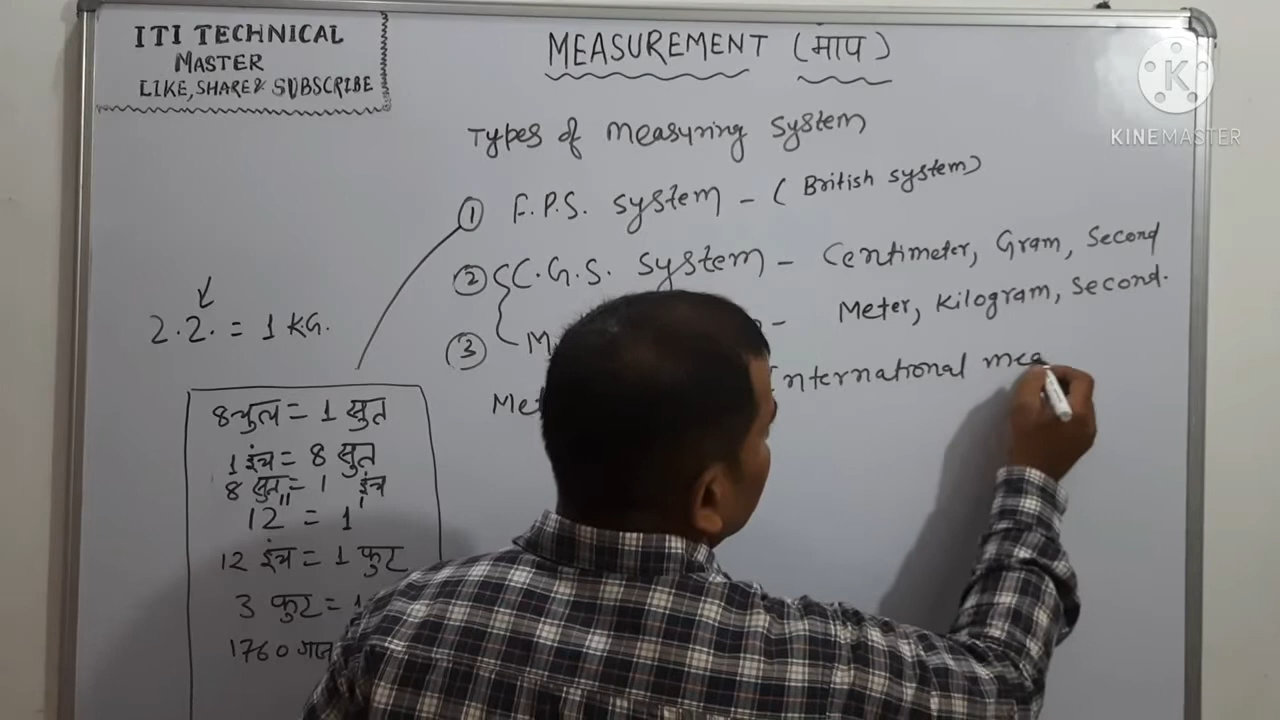 ITI TECHNICAL
MASTER
LIKE, SHARE & SUBSCRIBE
MEASUREMENT (माप)
K
KINEMASTER
Types of measuring system
① F.P.S. system - (British system)
② C.G.S. system - Centimeter, Gram, Second
③ M - Meter, Kilogram, Second.
Met International mea
2.2. = 1 KG.
8 चुल = 1 सुत
1 इंच = 8 सुत
8 सुत = 1 इंच
12" = 1'
12 इंच = 1 फुट
3 फुट = 1
1760 गज